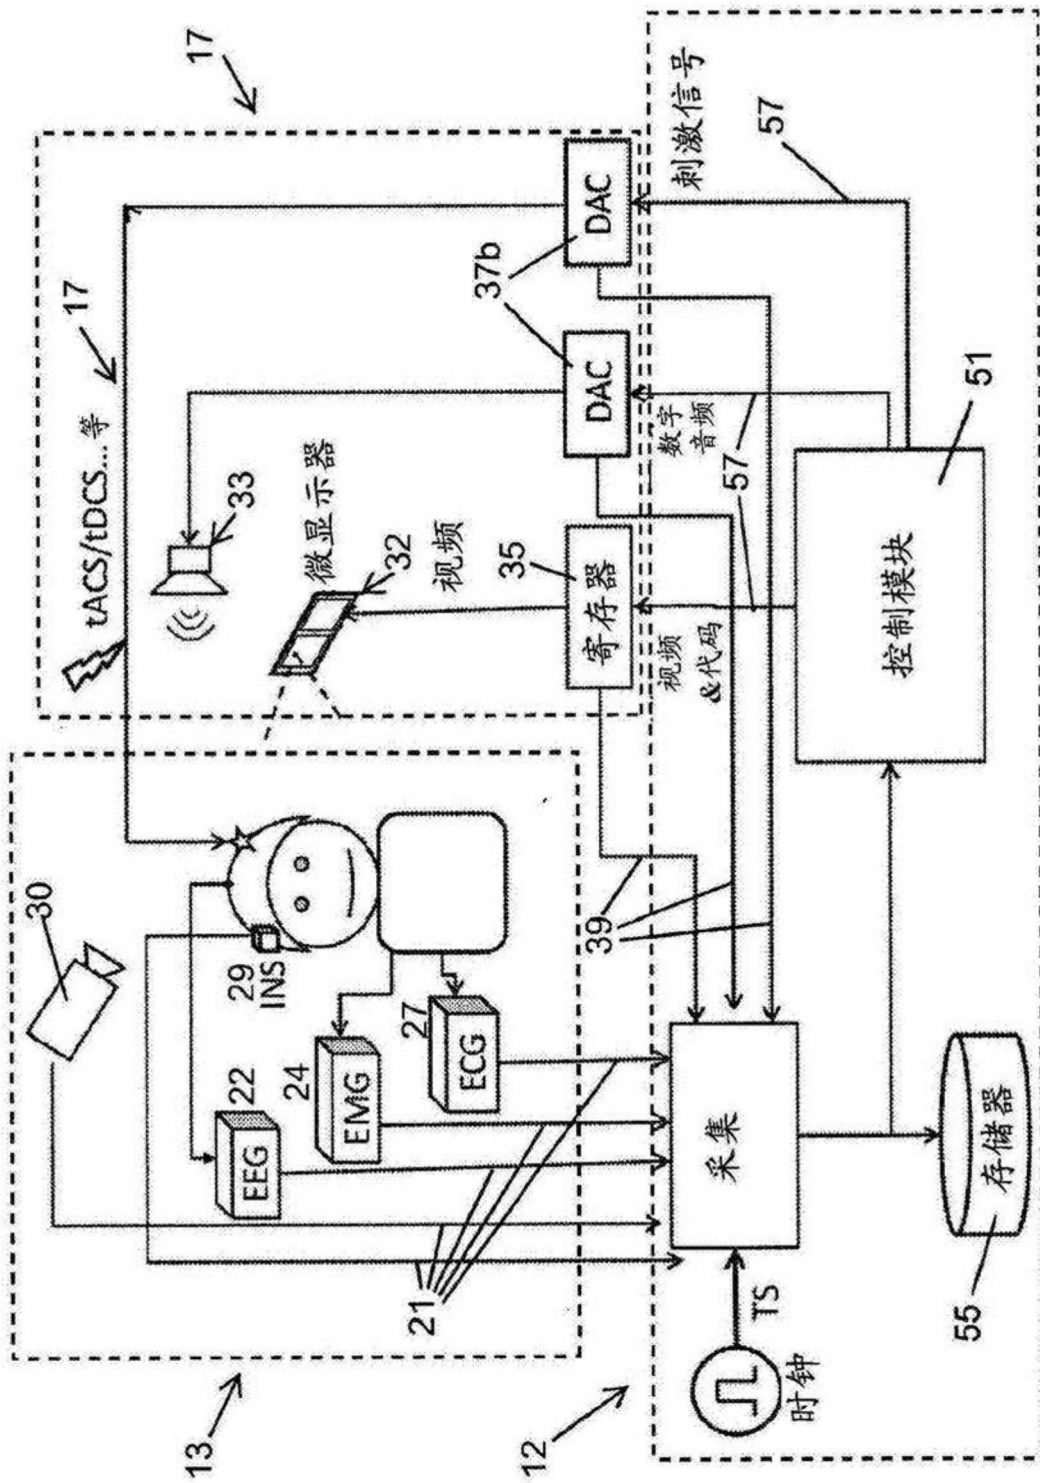 17
13
30
29
INS
22
EEG
24
EMG
27
ECG
21
tACS/tDCS...等
17
33
微显示器
32
视频
35
寄存器
37b
DAC
DAC
39
视频
&代码
数字
音频
刺激信号
57
57
57
12
时钟
TS
采集
控制模块
51
55
存储器